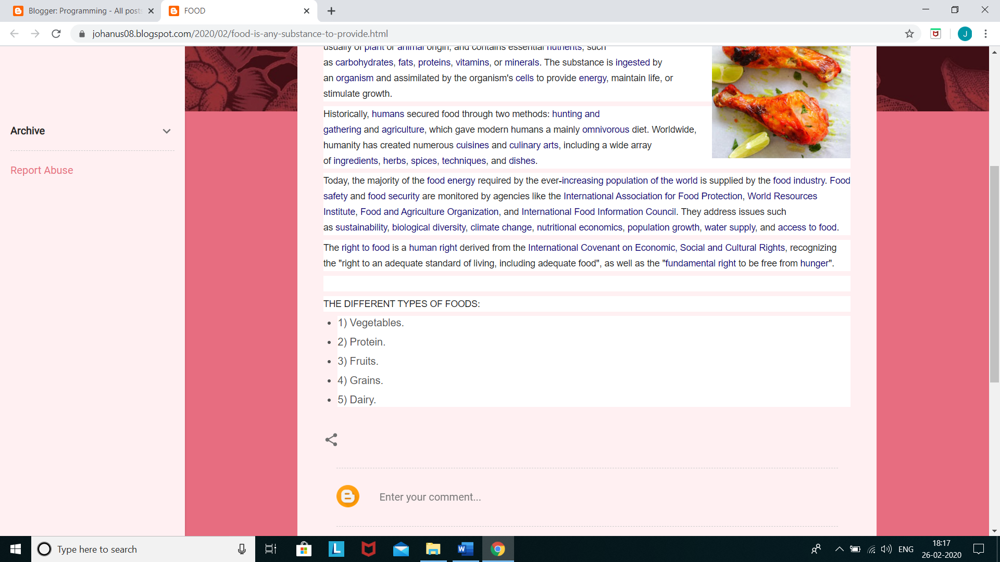 Blogger: Programming - All posts
FOOD
johanus08.blogspot.com/2020/02/food-is-any-substance-to-provide.html
Archive
Report Abuse
usually of plant or animal origin, and contains essential nutrients, such
as carbohydrates, fats, proteins, vitamins, or minerals. The substance is ingested by
an organism and assimilated by the organism's cells to provide energy, maintain life, or
stimulate growth.
Historically, humans secured food through two methods: hunting and
gathering and agriculture, which gave modern humans a mainly omnivorous diet. Worldwide,
humanity has created numerous cuisines and culinary arts, including a wide array
of ingredients, herbs, spices, techniques, and dishes.
Today, the majority of the food energy required by the ever-increasing population of the world is supplied by the food industry. Food
safety and food security are monitored by agencies like the International Association for Food Protection, World Resources
Institute, Food and Agriculture Organization, and International Food Information Council. They address issues such
as sustainability, biological diversity, climate change, nutritional economics, population growth, water supply, and access to food.
The right to food is a human right derived from the International Covenant on Economic, Social and Cultural Rights, recognizing
the "right to an adequate standard of living, including adequate food", as well as the "fundamental right to be free from hunger".
THE DIFFERENT TYPES OF FOODS:
• 1) Vegetables.
• 2) Protein.
• 3) Fruits.
• 4) Grains.
• 5) Dairy.
Enter your comment...
Type here to search
ENG
18:17
26-02-2020
J
L
W